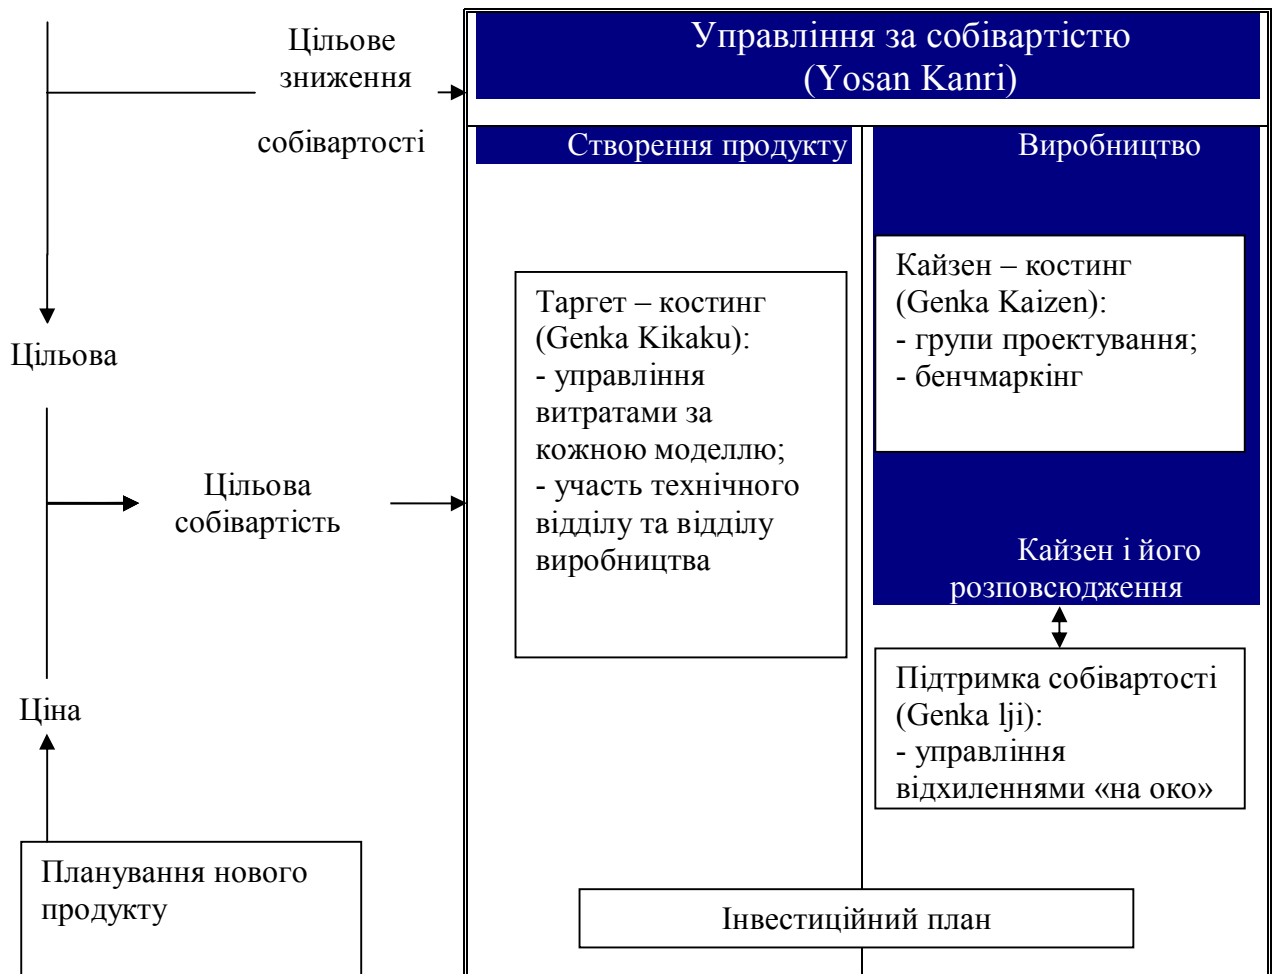 Цільове
зниження
собівартості
Управління за собівартістю
(Yosan Kanri)
Створення продукту
Виробництво
Кайзен – костинг
(Genka Kaizen):
- групи проектування;
- бенчмаркінг
Таргет – костинг
(Genka Kikaku):
- управління
витратами за
кожною моделлю;
- участь технічного
відділу та відділу
виробництва
Цільова
Цільова
собівартість
Кайзен і його
розповсюдження
Підтримка собівартості
(Genka lji):
- управління
відхиленнями «на око»
Ціна
Планування нового
продукту
Інвестиційний план